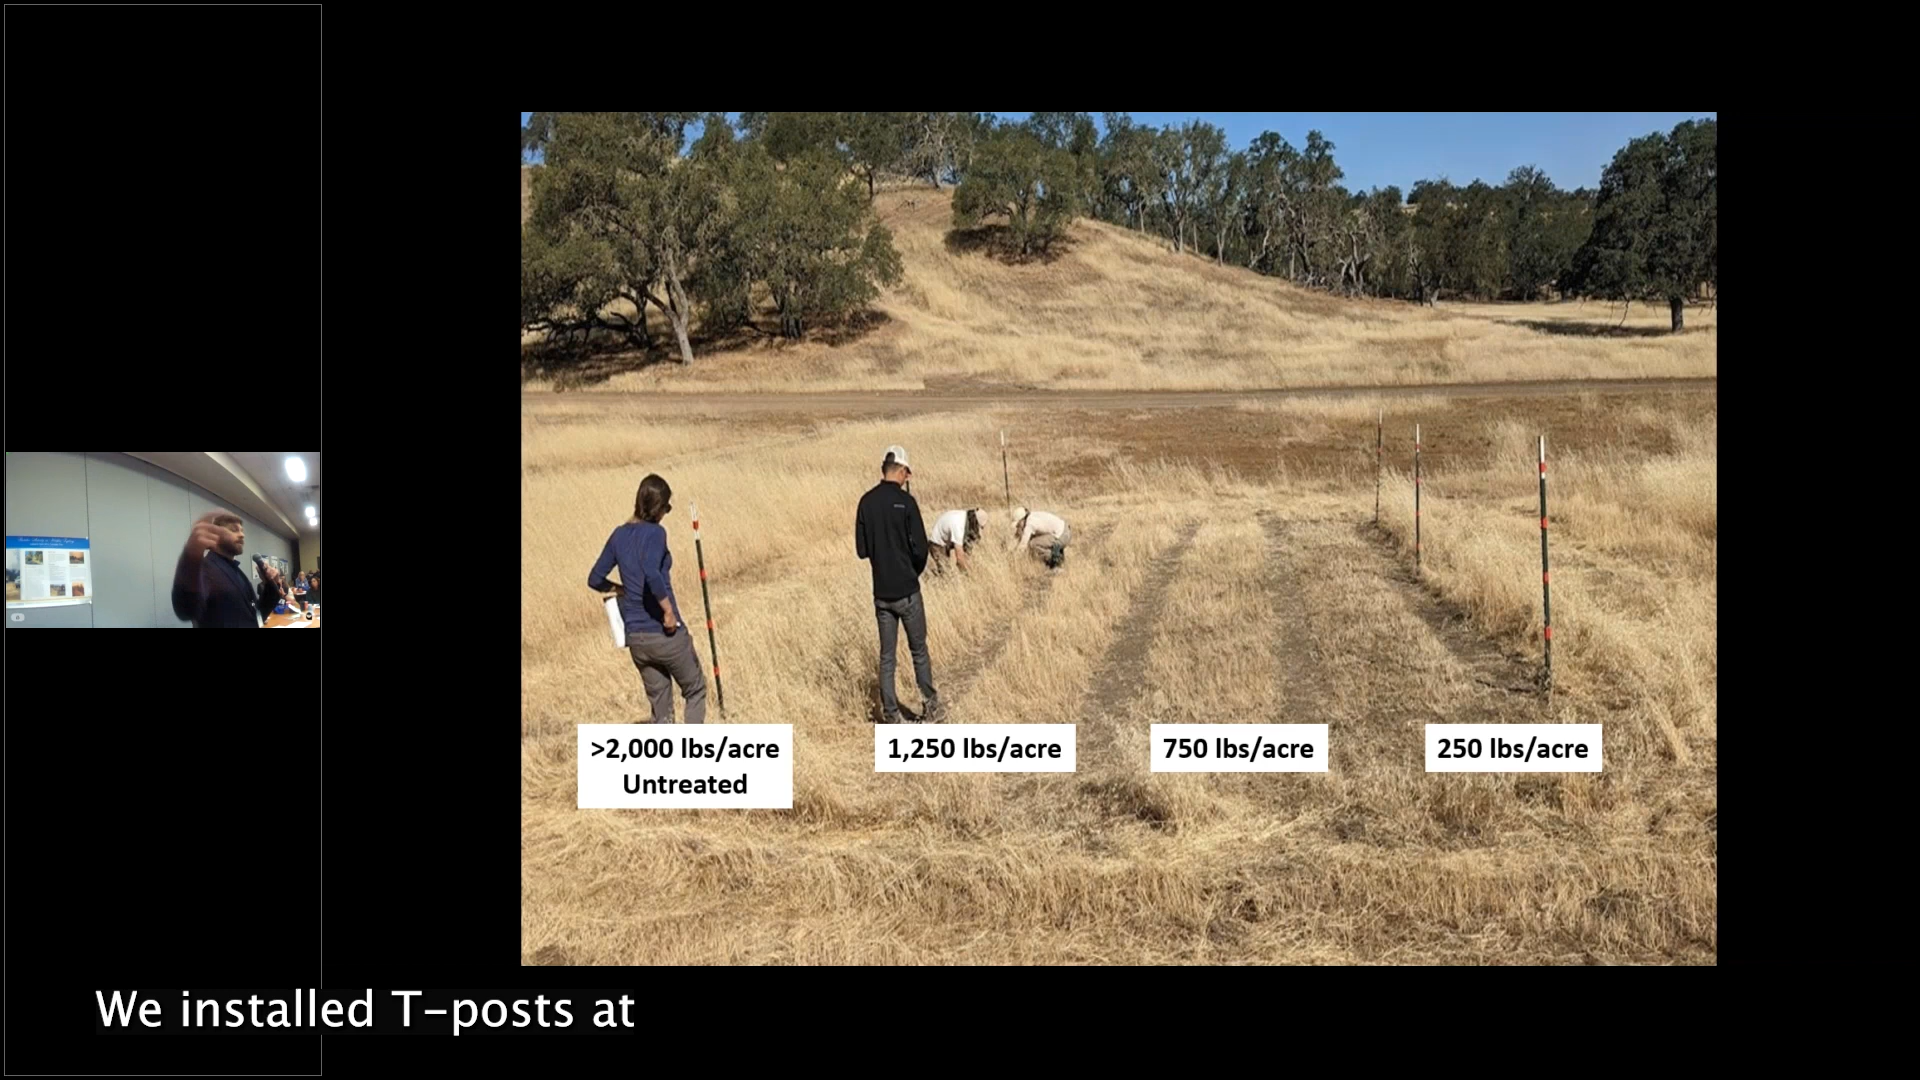 >2,000 lbs/acre
Untreated
1,250 lbs/acre
750 lbs/acre
250 lbs/acre
We installed T-posts at